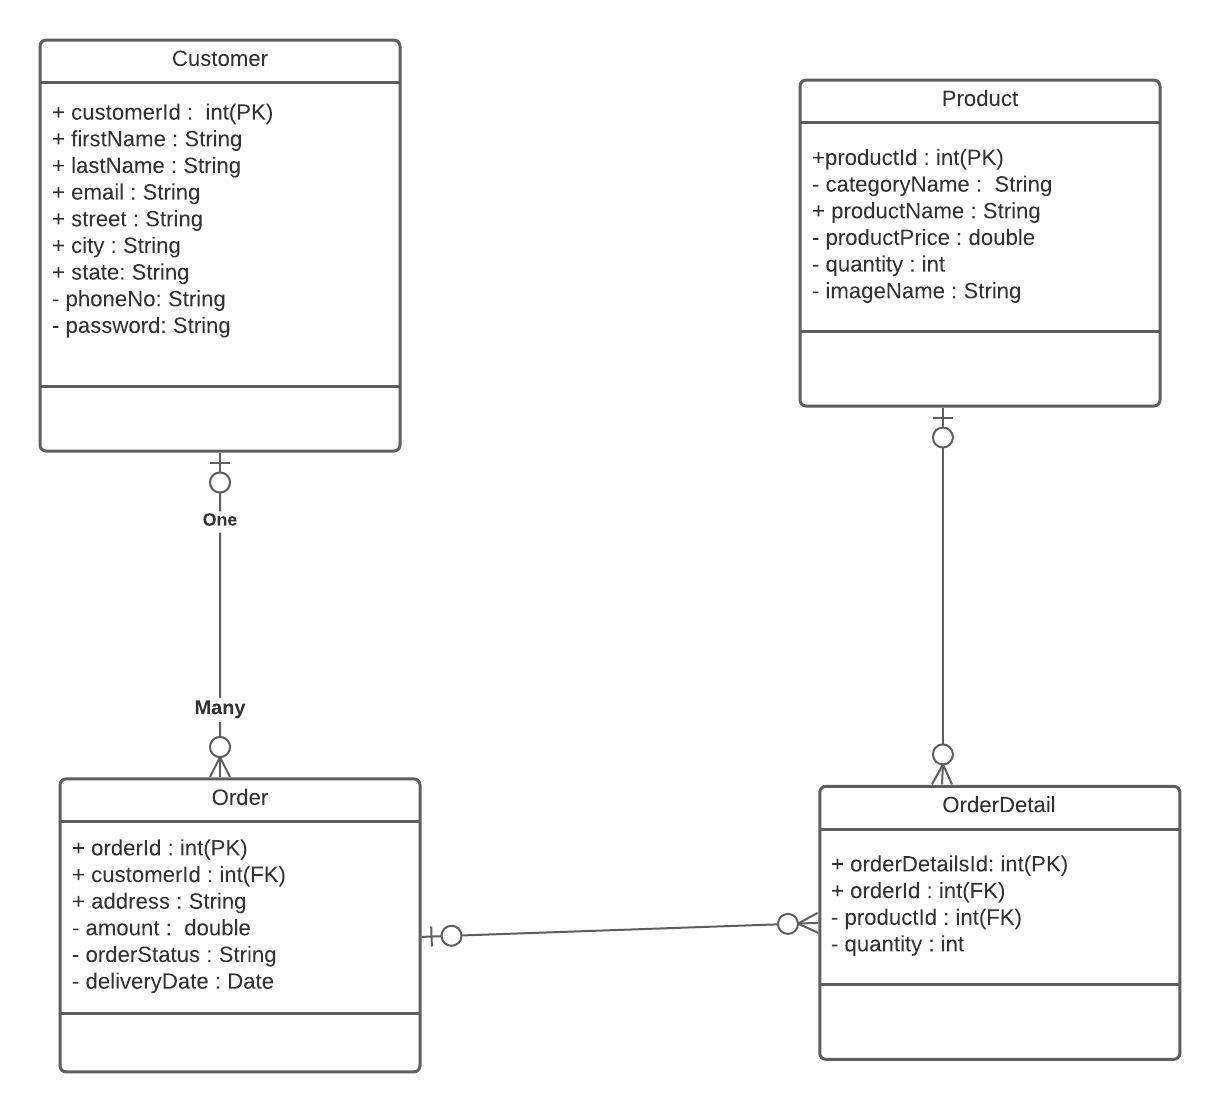 Customer
+ customerId :  int(PK)
+ firstName : String
+ lastName : String
+ email : String
+ street : String
+ city : String
+ state: String
- phoneNo: String
- password: String
One
Many
Product
+productId : int(PK)
- categoryName :  String
+ productName : String
- productPrice : double
- quantity : int
- imageName : String
Order
+ orderId : int(PK)
+ customerId : int(FK)
+ address : String
- amount :  double
- orderStatus : String
- deliveryDate : Date
OrderDetail
+ orderDetailsId: int(PK)
+ orderId : int(FK)
- productId : int(FK)
- quantity : int